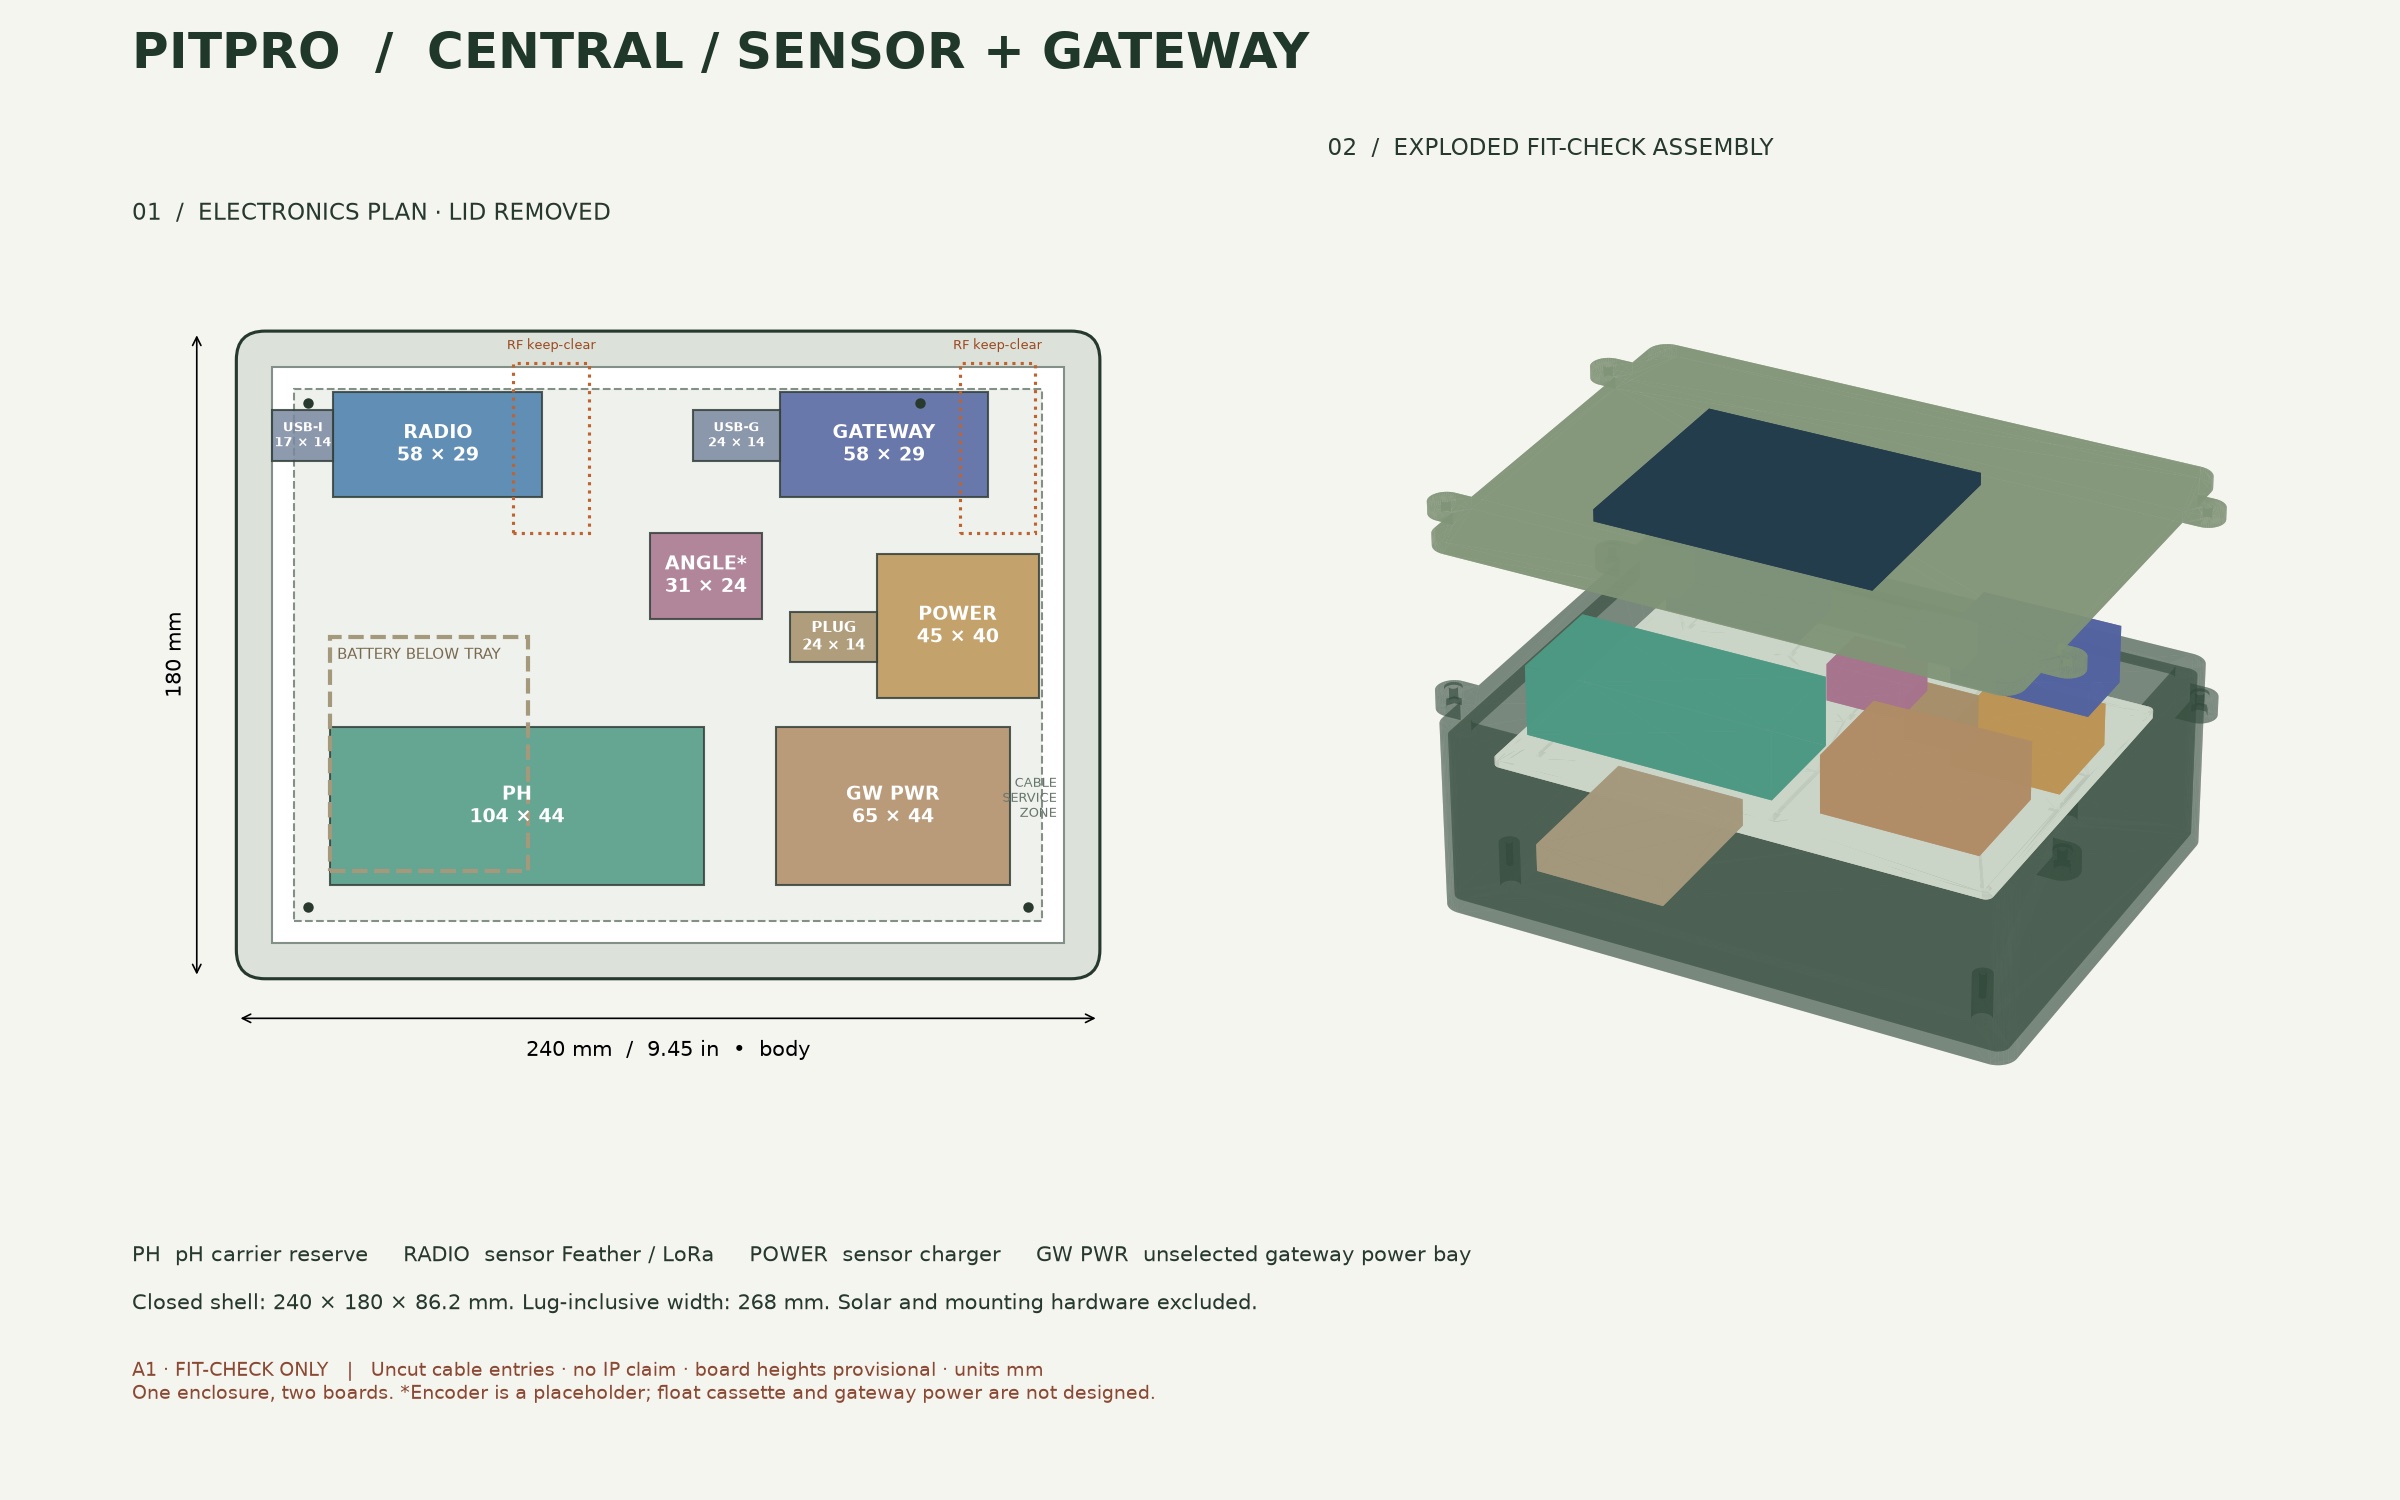 PITPRO / CENTRAL / SENSOR + GATEWAY
02 / EXPLODED FIT-CHECK ASSEMBLY
01 / ELECTRONICS PLAN · LID REMOVED
RF keep-clear
RF keep-clear
USB-I
17 × 14
RADIO
58 × 29
USB-G
24 × 14
GATEWAY
58 × 29
ANGLE*
31 × 24
PLUG
24 × 14
POWER
45 × 40
180 mm
BATTERY BELOW TRAY
PH
104 × 44
GW PWR
65 × 44
CABLE
SERVICE
ZONE
240 mm / 9.45 in • body
PH pH carrier reserve RADIO sensor Feather / LoRa POWER sensor charger GW PWR unselected gateway power bay
Closed shell: 240 × 180 × 86.2 mm. Lug-inclusive width: 268 mm. Solar and mounting hardware excluded.
A1 · FIT-CHECK ONLY | Uncut cable entries · no IP claim · board heights provisional · units mm
One enclosure, two boards. *Encoder is a placeholder; float cassette and gateway power are not designed.